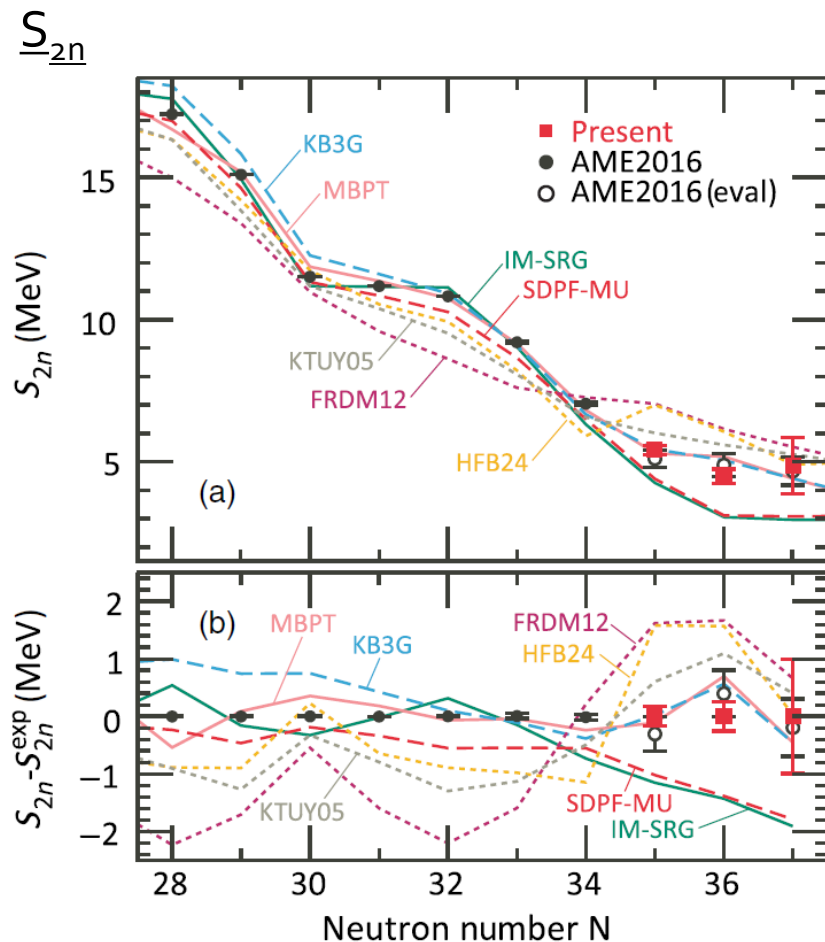 S2n
15
10
5
S2n (MeV)
KB3G
MBPT
IM-SRG
SDPF-MU
KTUY05
FRDM12
HFB24
Present
AME2016
AME2016 (eval)
(a)
2
1
0
−1
−2
S2n-S2n^exp (MeV)
(b)
MBPT
KB3G
FRDM12
HFB24
KTUY05
SDPF-MU
IM-SRG
28 30 32 34 36
Neutron number N